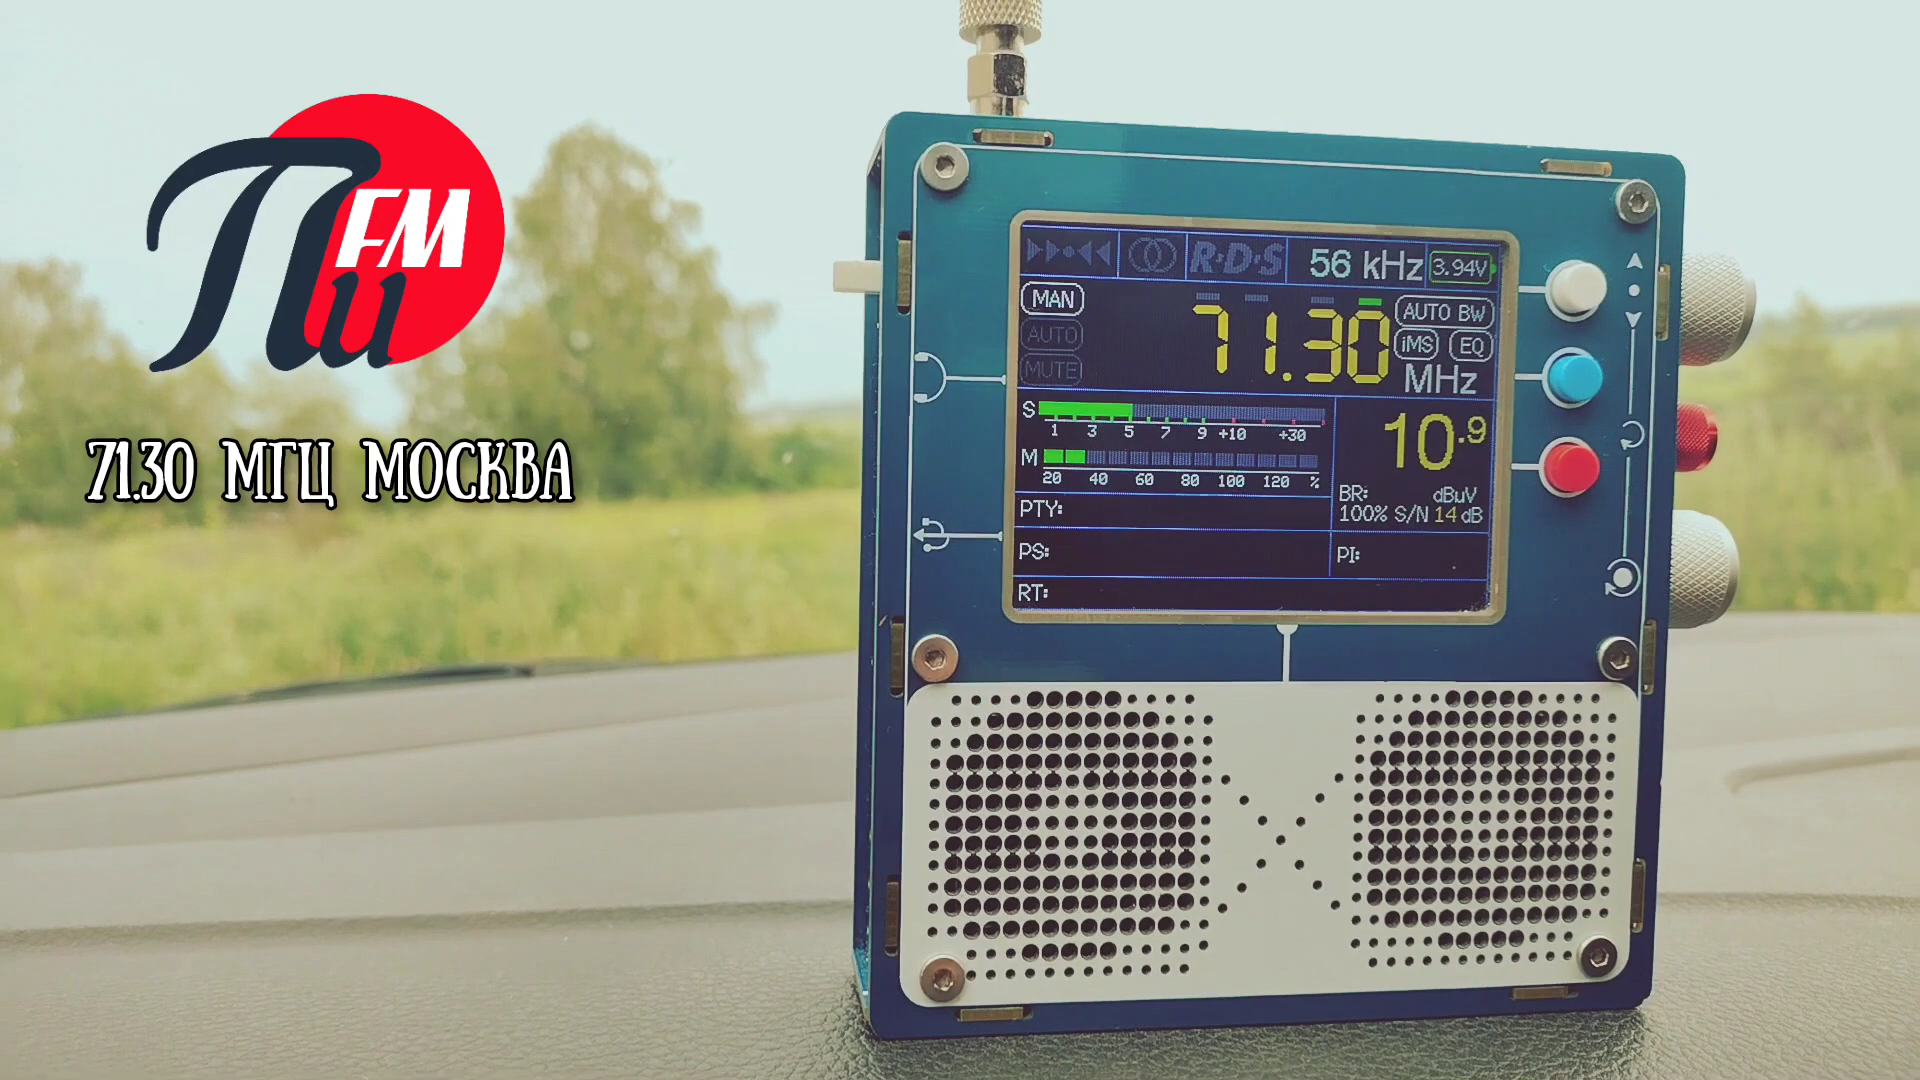 Пи FM
71.30 МГЦ МОСКВА
R·D·S 56 kHz 3.94V
MAN AUTO BW
AUTO iMS EQ
MUTE 71.30 MHz
S
1 3 5 7 9 +10 +30
10.9
M
20 40 60 80 100 120 %
BR: dBuV
100% S/N 14 dB
PTY:
PS: PI:
RT: